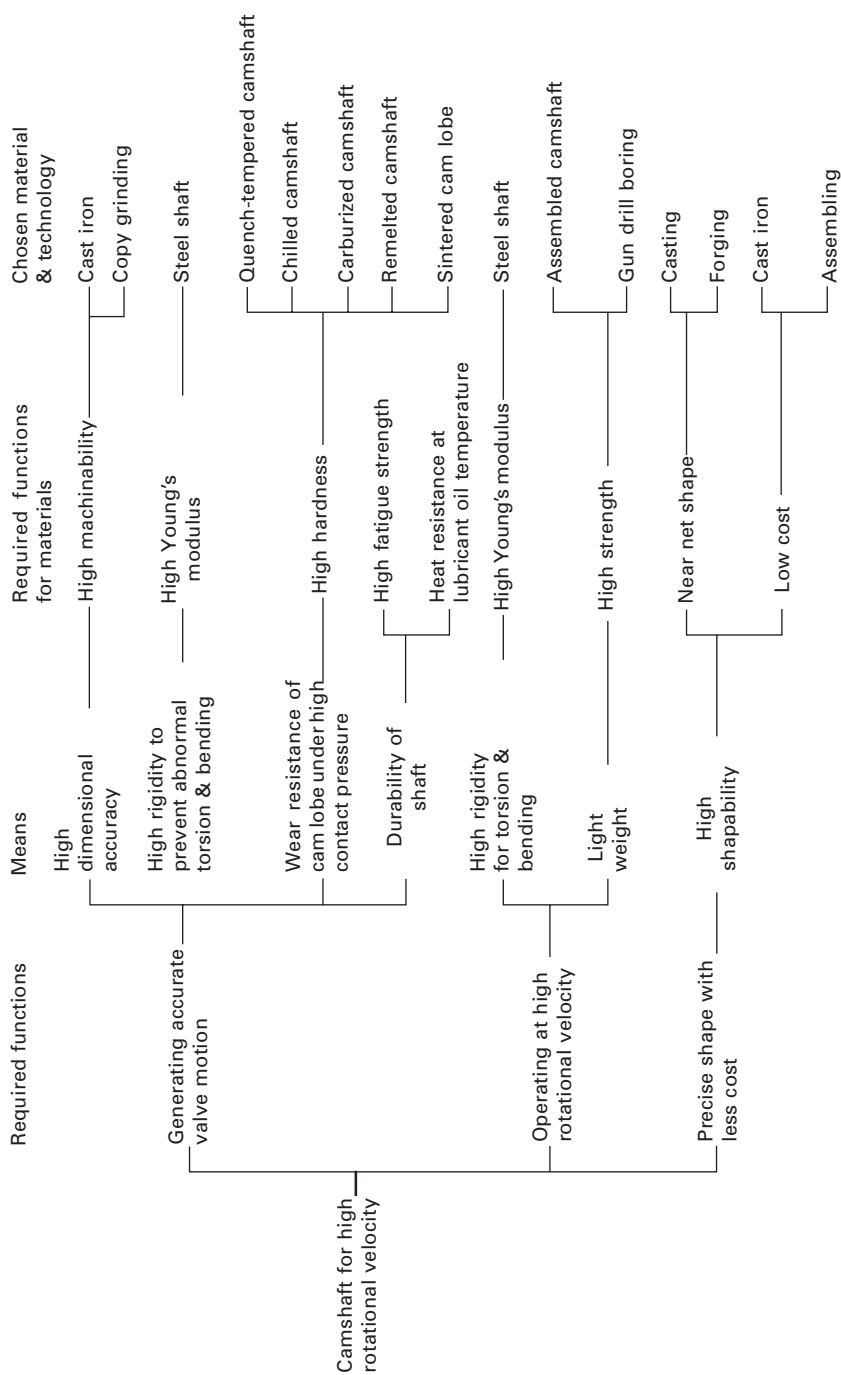 Required functions
Means
Required functions
for materials
Chosen material
& technology
Camshaft for high
rotational velocity
Generating accurate
valve motion
High
dimensional
accuracy
High machinability
Cast iron
Copy grinding
High rigidity to
prevent abnormal
torsion & bending
High Young's
modulus
Steel shaft
Wear resistance of
cam lobe under high
contact pressure
High hardness
Quench-tempered camshaft
Chilled camshaft
Carburized camshaft
Remelted camshaft
Sintered cam lobe
Durability of
shaft
High fatigue strength
Heat resistance at
lubricant oil temperature
Operating at high
rotational velocity
High rigidity
for torsion &
bending
High Young's modulus
Steel shaft
Light
weight
High strength
Assembled camshaft
Gun drill boring
Precise shape with
less cost
High
shapability
Near net shape
Casting
Forging
Low cost
Cast iron
Assembling